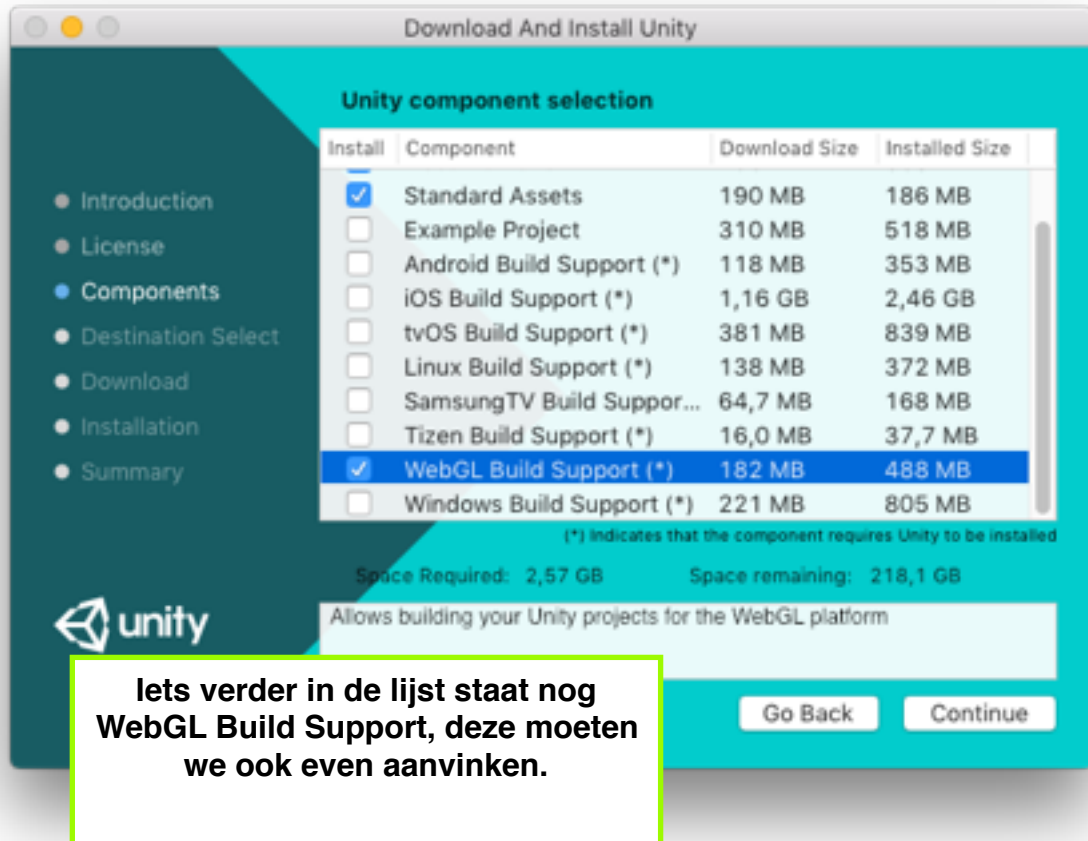 Download And Install Unity
Unity component selection
Install Component Download Size Installed Size
Standard Assets 190 MB 186 MB
Example Project 310 MB 518 MB
Android Build Support (*) 118 MB 353 MB
iOS Build Support (*) 1,16 GB 2,46 GB
tvOS Build Support (*) 381 MB 839 MB
Linux Build Support (*) 138 MB 372 MB
SamsungTV Build Suppor... 64,7 MB 168 MB
Tizen Build Support (*) 16,0 MB 37,7 MB
WebGL Build Support (*) 182 MB 488 MB
Windows Build Support (*) 221 MB 805 MB
(*) Indicates that the component requires Unity to be installed
Space Required: 2,57 GB Space remaining: 218,1 GB
Allows building your Unity projects for the WebGL platform
Introduction
License
Components
Destination Select
Download
Installation
Summary
unity
Go Back Continue
Iets verder in de lijst staat nog
WebGL Build Support, deze moeten
we ook even aanvinken.